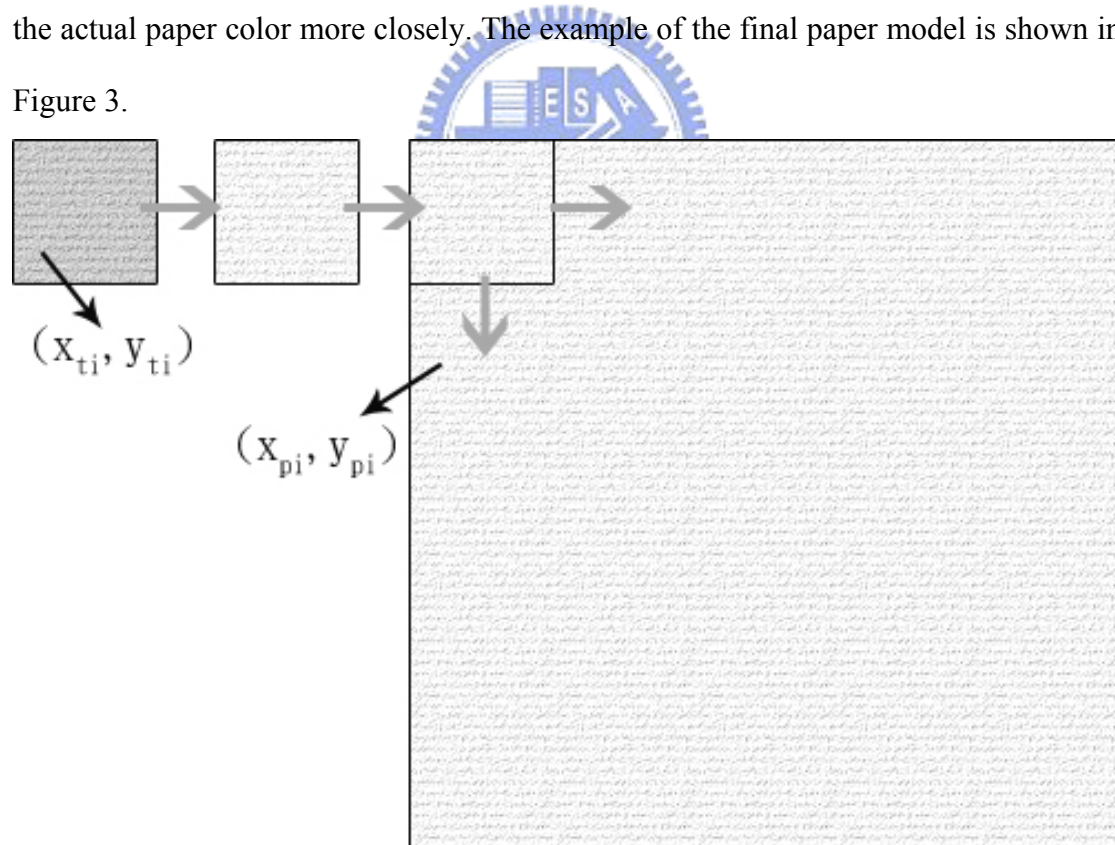 the actual paper color more closely. The example of the final paper model is shown in
Figure 3.
E S A
(x_ti, y_ti)
(x_pi, y_pi)